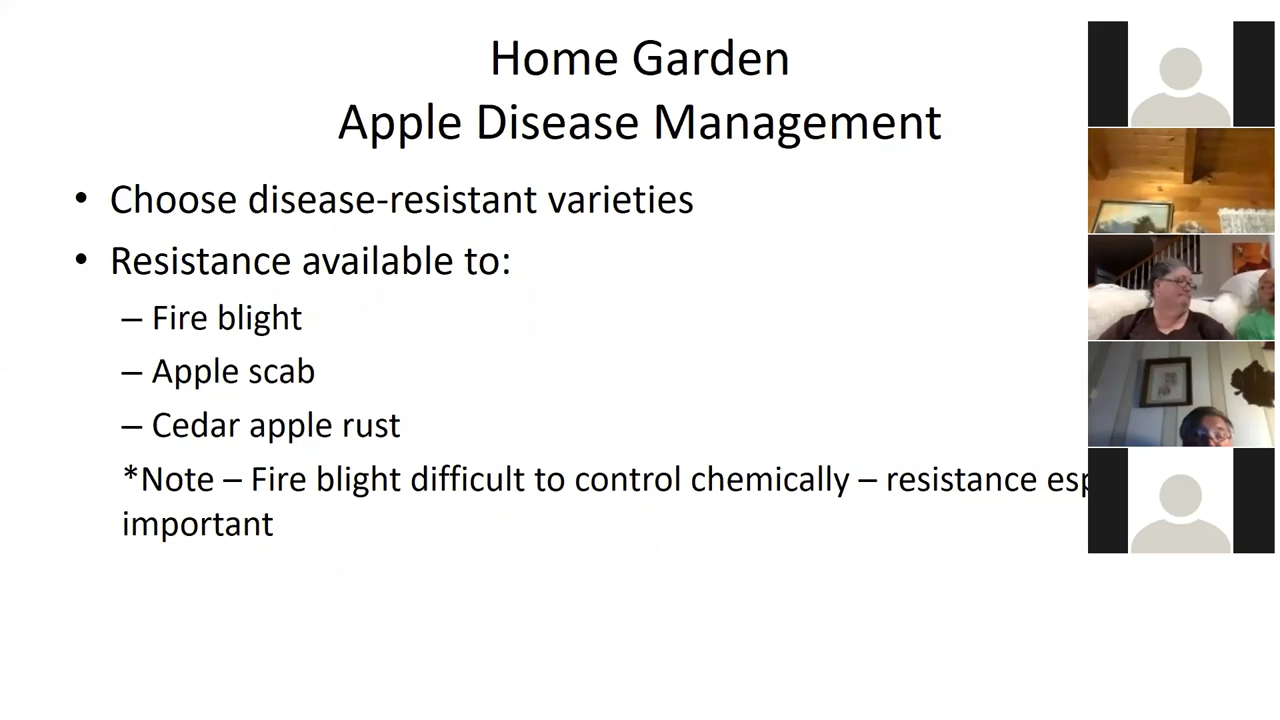 Home Garden
Apple Disease Management
• Choose disease-resistant varieties
• Resistance available to:
– Fire blight
– Apple scab
– Cedar apple rust
*Note – Fire blight difficult to control chemically – resistance
important